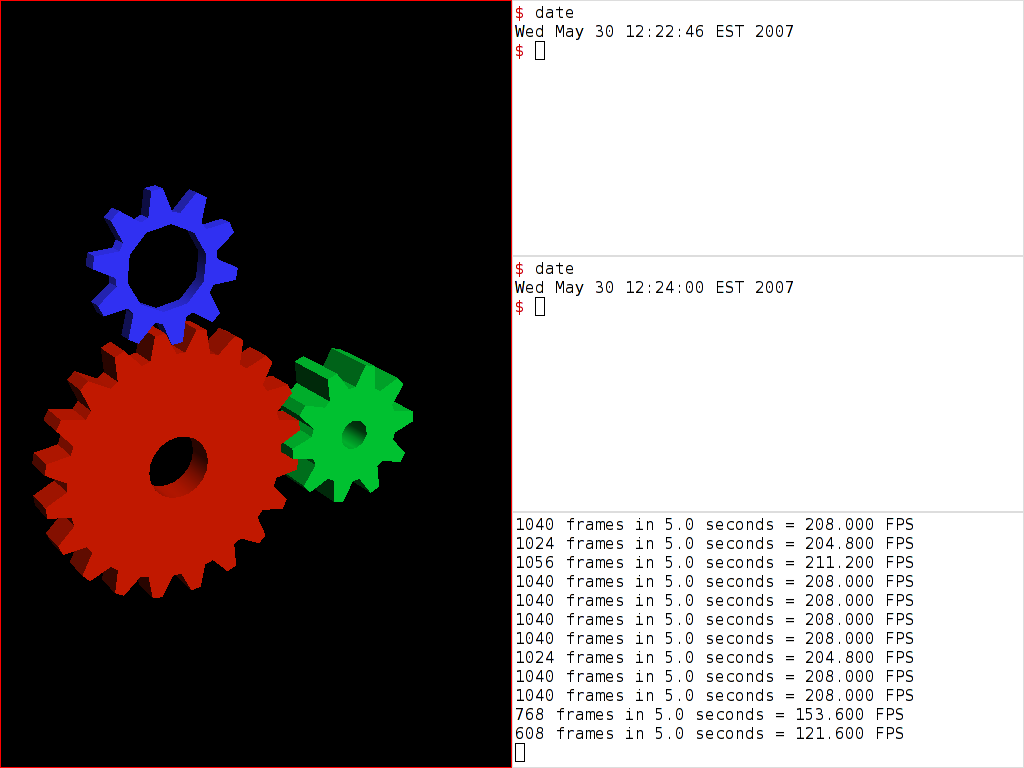 $ date
Wed May 30 12:22:46 EST 2007
$
$ date
Wed May 30 12:24:00 EST 2007
$
1040 frames in 5.0 seconds = 208.000 FPS
1024 frames in 5.0 seconds = 204.800 FPS
1056 frames in 5.0 seconds = 211.200 FPS
1040 frames in 5.0 seconds = 208.000 FPS
1040 frames in 5.0 seconds = 208.000 FPS
1040 frames in 5.0 seconds = 208.000 FPS
1040 frames in 5.0 seconds = 208.000 FPS
1024 frames in 5.0 seconds = 204.800 FPS
1040 frames in 5.0 seconds = 208.000 FPS
1040 frames in 5.0 seconds = 208.000 FPS
768 frames in 5.0 seconds = 153.600 FPS
608 frames in 5.0 seconds = 121.600 FPS